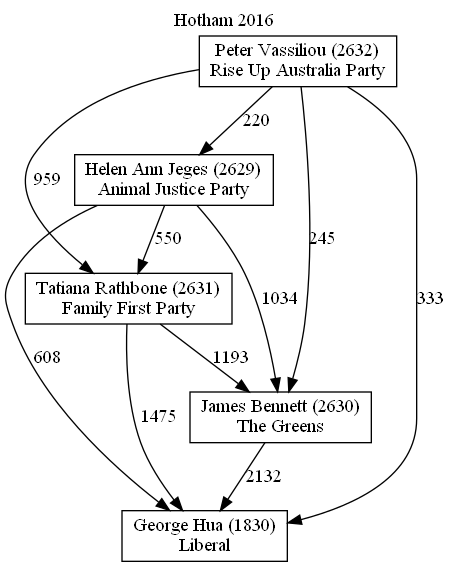 Hotham 2016
Peter Vassiliou (2632)
Rise Up Australia Party
220
Helen Ann Jeges (2629)
Animal Justice Party
959
550
245
Tatiana Rathbone (2631)
Family First Party
1034
333
608
1193
1475
James Bennett (2630)
The Greens
2132
George Hua (1830)
Liberal